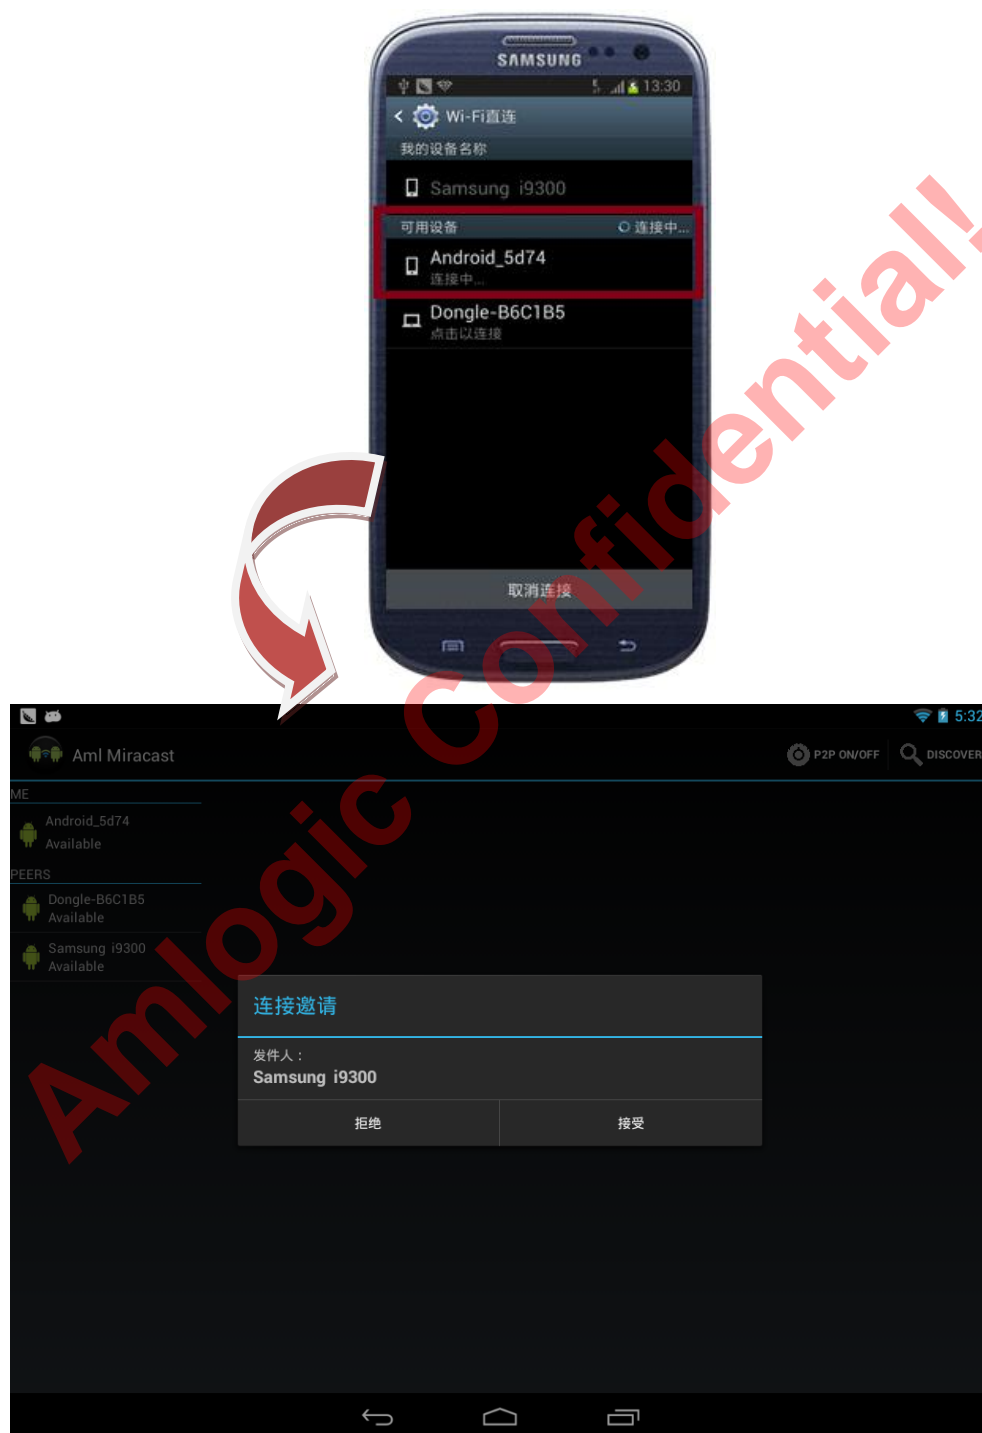 SAMSUNG
13:30
Wi-Fi直连
我的设备名称
Samsung i9300
可用设备 连接中...
Android_5d74
连接中...
Dongle-B6C1B5
点击以连接
取消连接
5:32
Aml Miracast P2P ON/OFF DISCOVER
ME
Android_5d74
Available
PEERS
Dongle-B6C1B5
Available
Samsung i9300
Available
连接邀请
发件人：
Samsung i9300
拒绝 接受
Amlogic Confidential!